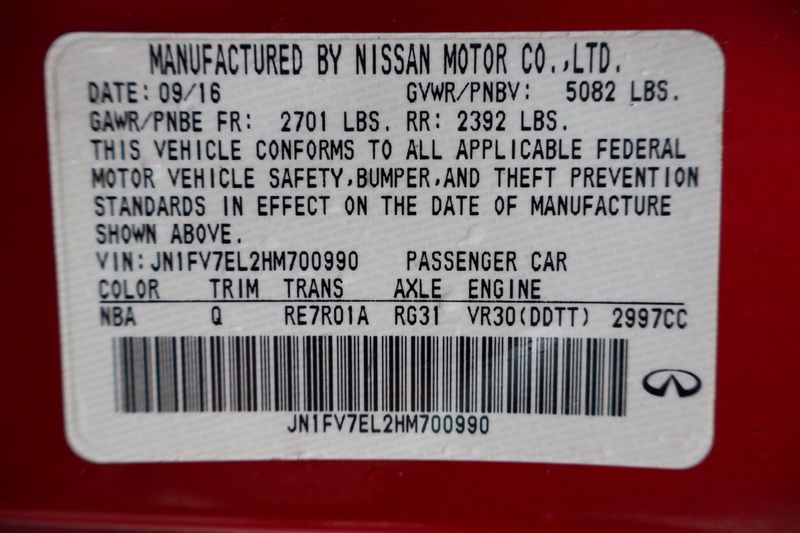 MANUFACTURED BY NISSAN MOTOR CO.,LTD.
DATE: 09/16 GVWR/PNBV: 5082 LBS.
GAWR/PNBE FR: 2701 LBS. RR: 2392 LBS.
THIS VEHICLE CONFORMS TO ALL APPLICABLE FEDERAL
MOTOR VEHICLE SAFETY,BUMPER,AND THEFT PREVENTION
STANDARDS IN EFFECT ON THE DATE OF MANUFACTURE
SHOWN ABOVE.
VIN: JN1FV7EL2HM700990 PASSENGER CAR
COLOR TRIM TRANS AXLE ENGINE
NBA Q RE7R01A RG31 VR30(DDTT) 2997CC
JN1FV7EL2HM700990